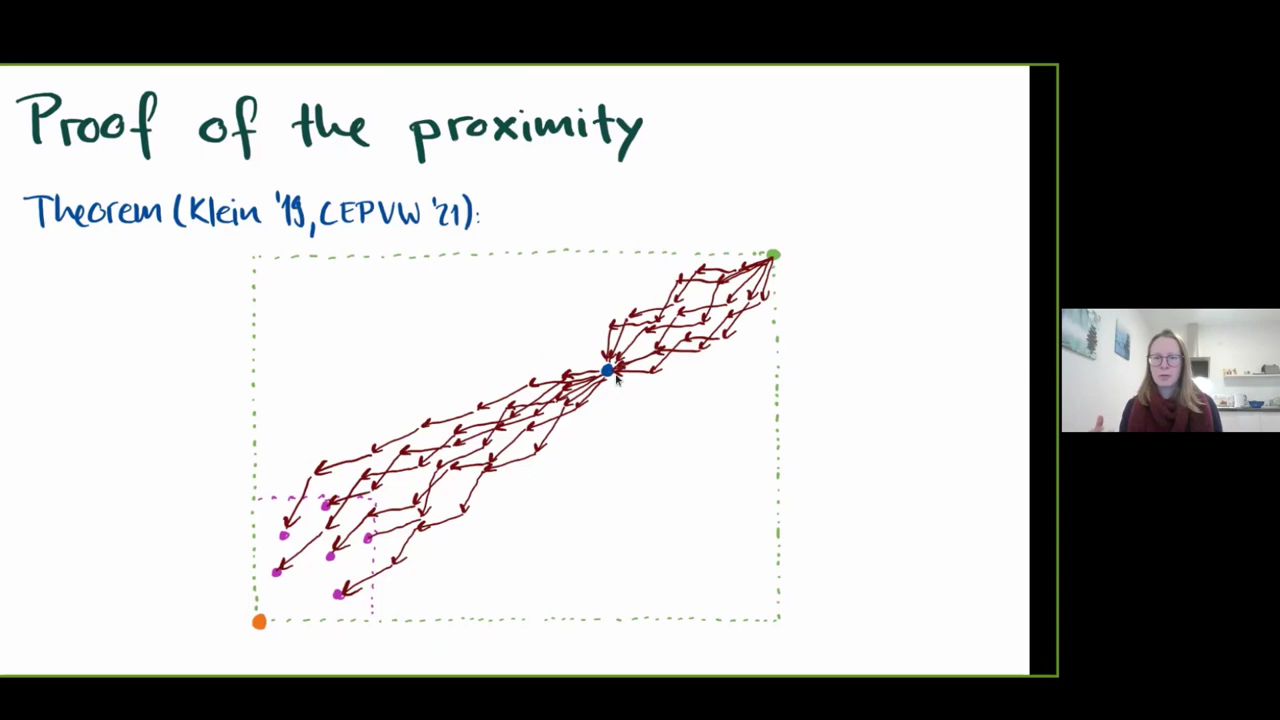 Proof of the proximity
Theorem (Klein '19, CEPVW '21):